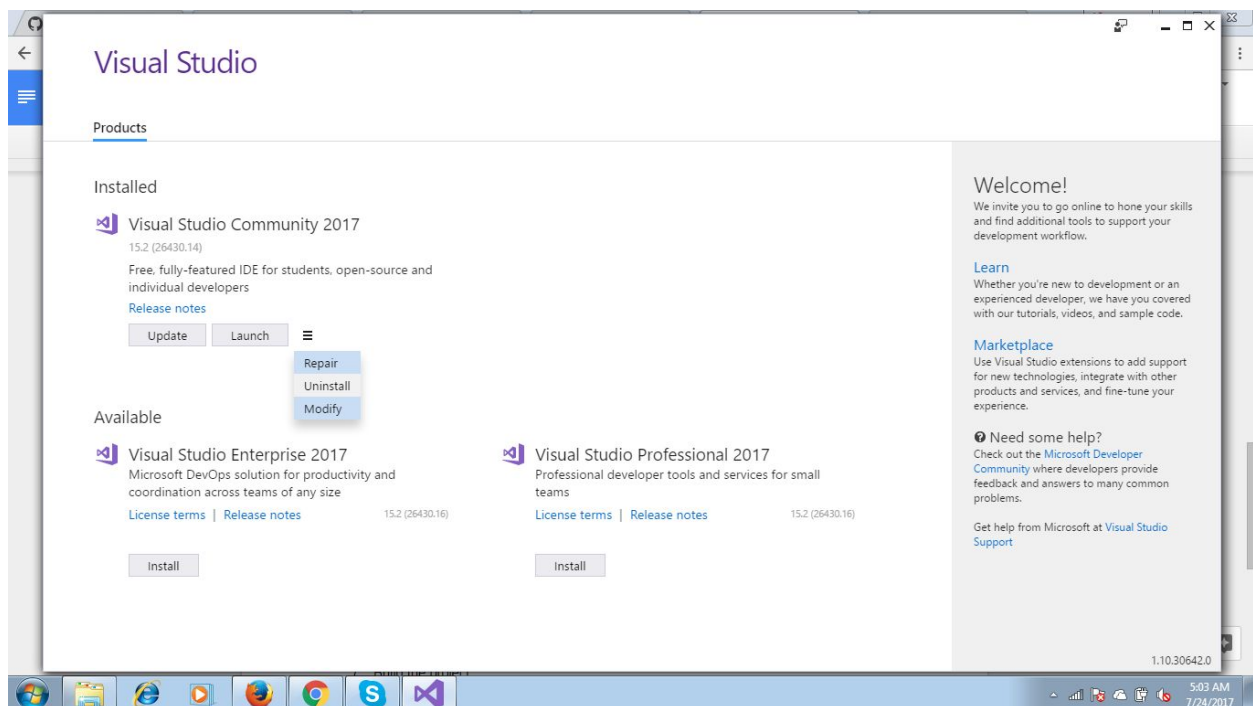 Visual Studio
Products
Installed
Visual Studio Community 2017
15.2 (26430.14)
Free, fully-featured IDE for students, open-source and
individual developers
Release notes
Update
Launch
Repair
Uninstall
Modify
Available
Visual Studio Enterprise 2017
Microsoft DevOps solution for productivity and
coordination across teams of any size
License terms | Release notes
15.2 (26430.16)
Install
Visual Studio Professional 2017
Professional developer tools and services for small
teams
License terms | Release notes
15.2 (26430.16)
Install
Welcome!
We invite you to go online to hone your skills
and find additional tools to support your
development workflow.
Learn
Whether you're new to development or an
experienced developer, we have you covered
with our tutorials, videos, and sample code.
Marketplace
Use Visual Studio extensions to add support
for new technologies, integrate with other
products and services, and fine-tune your
experience.
Need some help?
Check out the Microsoft Developer
Community where developers provide
feedback and answers to many common
problems.
Get help from Microsoft at Visual Studio
Support
1.10.30642.0
5:03 AM
7/24/2017